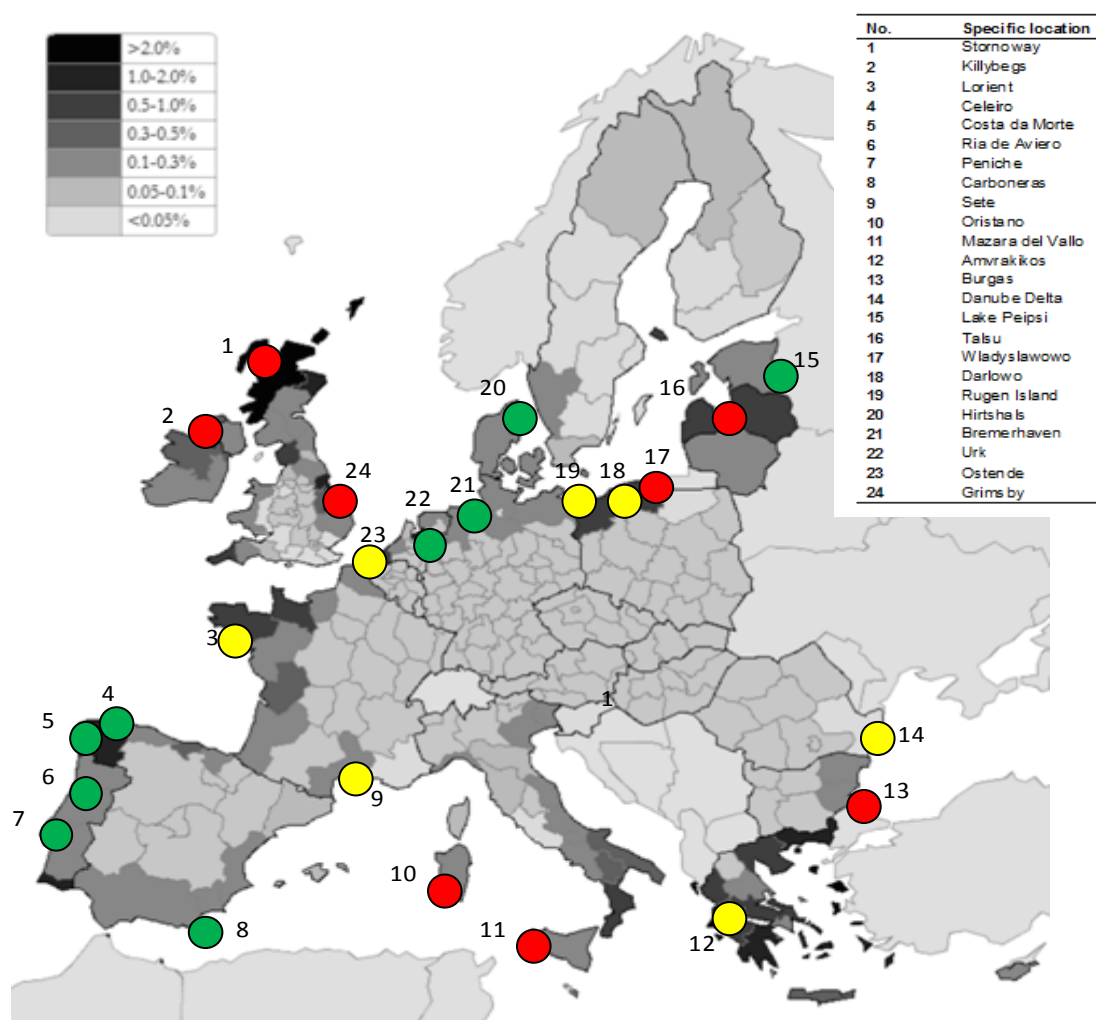 >2.0%
1.0-2.0%
0.5-1.0%
0.3-0.5%
0.1-0.3%
0.05-0.1%
<0.05%
No. Specific location
1 Stornoway
2 Killybegs
3 Lorient
4 Celeiro
5 Costa da Morte
6 Ria de Aviero
7 Peniche
8 Carboneras
9 Sete
10 Oristano
11 Mazara del Vallo
12 Amvrakikos
13 Burgas
14 Danube Delta
15 Lake Peipsi
16 Talsu
17 Wladyslawowo
18 Darlowo
19 Rugen Island
20 Hirtshals
21 Bremerhaven
22 Urk
23 Ostende
24 Grimsby
1
2
24
20
15
16
17
18
19
21
22
23
3
4
5
6
7
8
9
1
10
11
12
13
14